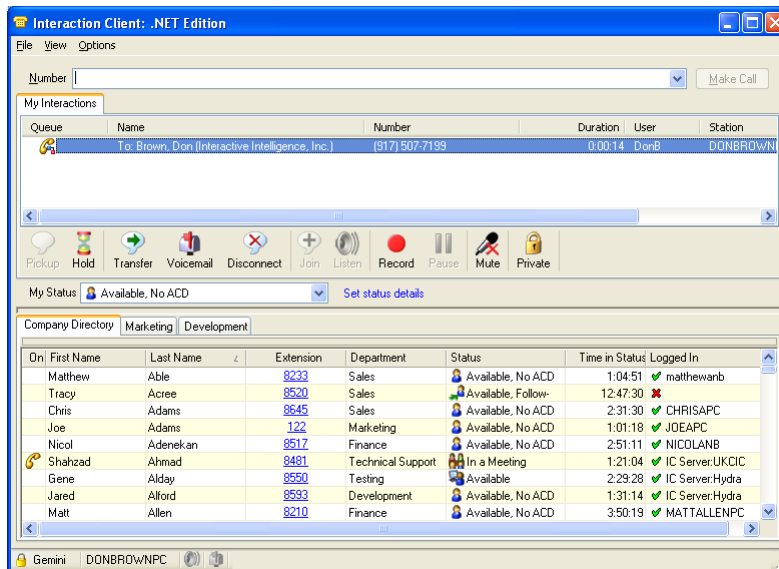 Interaction Client: .NET Edition
File View Options
Number Make Call
My Interactions
Queue Name Number Duration User Station
To: Brown, Don (Interactive Intelligence, Inc.) (917) 507-7199 0:00:14 DonB DONBROWN
Pickup Hold Transfer Voicemail Disconnect Join Listen Record Pause Mute Private
My Status Available, No ACD Set status details
Company Directory Marketing Development
On First Name Last Name Extension Department Status Time in Status Logged In
Matthew Able 8233 Sales Available, No ACD 1:04:51 matthewanb
Tracy Acree 8520 Sales Available, Follow- 12:47:30
Chris Adams 8645 Sales Available, No ACD 2:31:30 CHRISAPC
Joe Adams 122 Marketing Available, No ACD 1:01:18 JOEAPC
Nicol Adenekan 8517 Finance Available, No ACD 2:51:11 NICOLANB
Shahzad Ahmad 8481 Technical Support In a Meeting 1:21:04 IC Server:UKCIC
Gene Alday 8550 Testing Available 2:29:28 IC Server:Hydra
Jared Alford 8593 Development Available, No ACD 1:31:14 IC Server:Hydra
Matt Allen 8210 Finance Available, No ACD 3:50:19 MATTALLENPC
Gemini DONBROWNPC